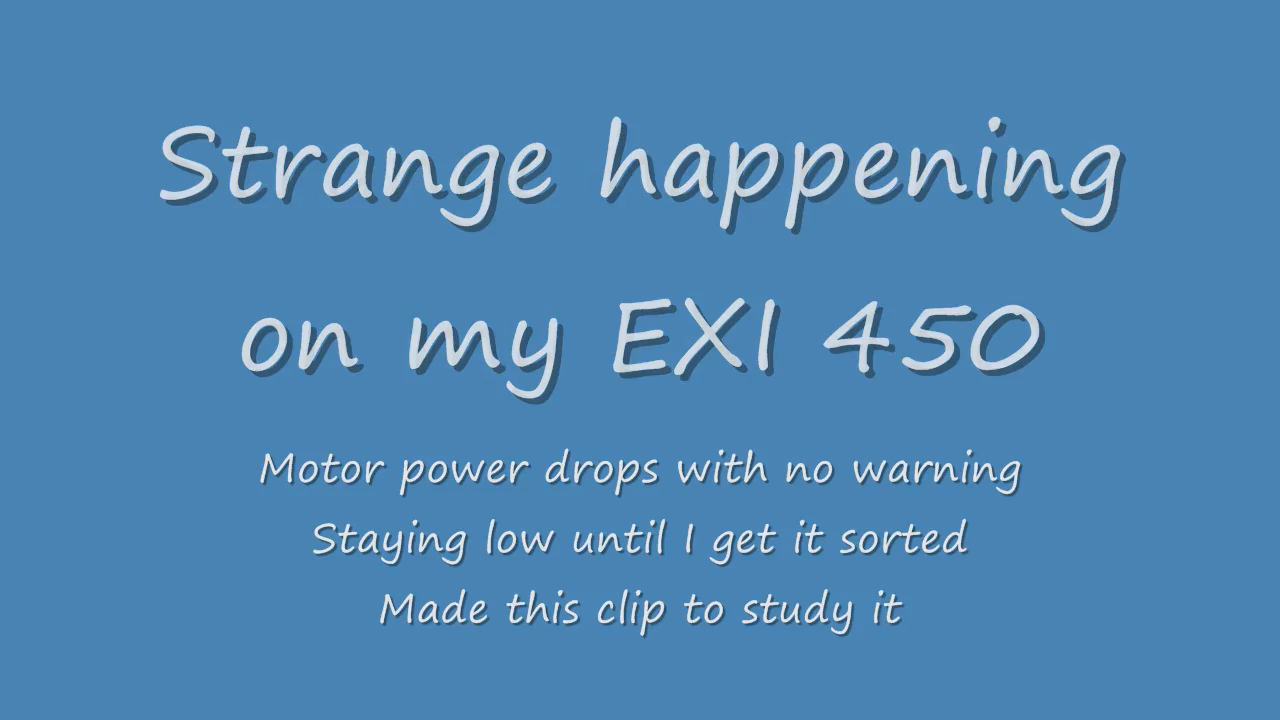 Strange happening
on my EXI 450
Motor power drops with no warning
Staying low until I get it sorted
Made this clip to study it